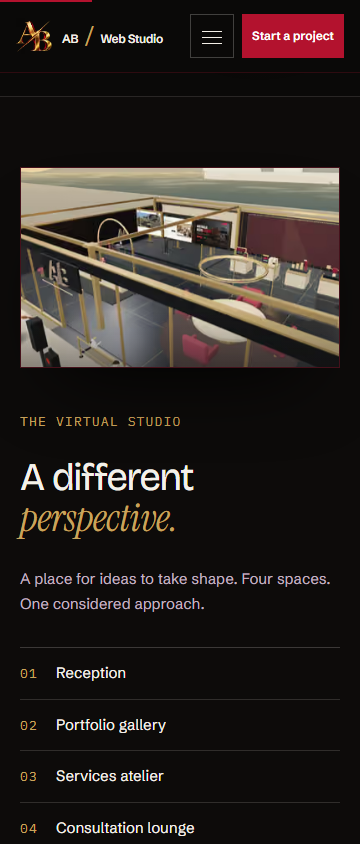 AB
AB / Web Studio
Start a project
THE VIRTUAL STUDIO
A different
perspective.
A place for ideas to take shape. Four spaces.
One considered approach.
01 Reception
02 Portfolio gallery
03 Services atelier
04 Consultation lounge